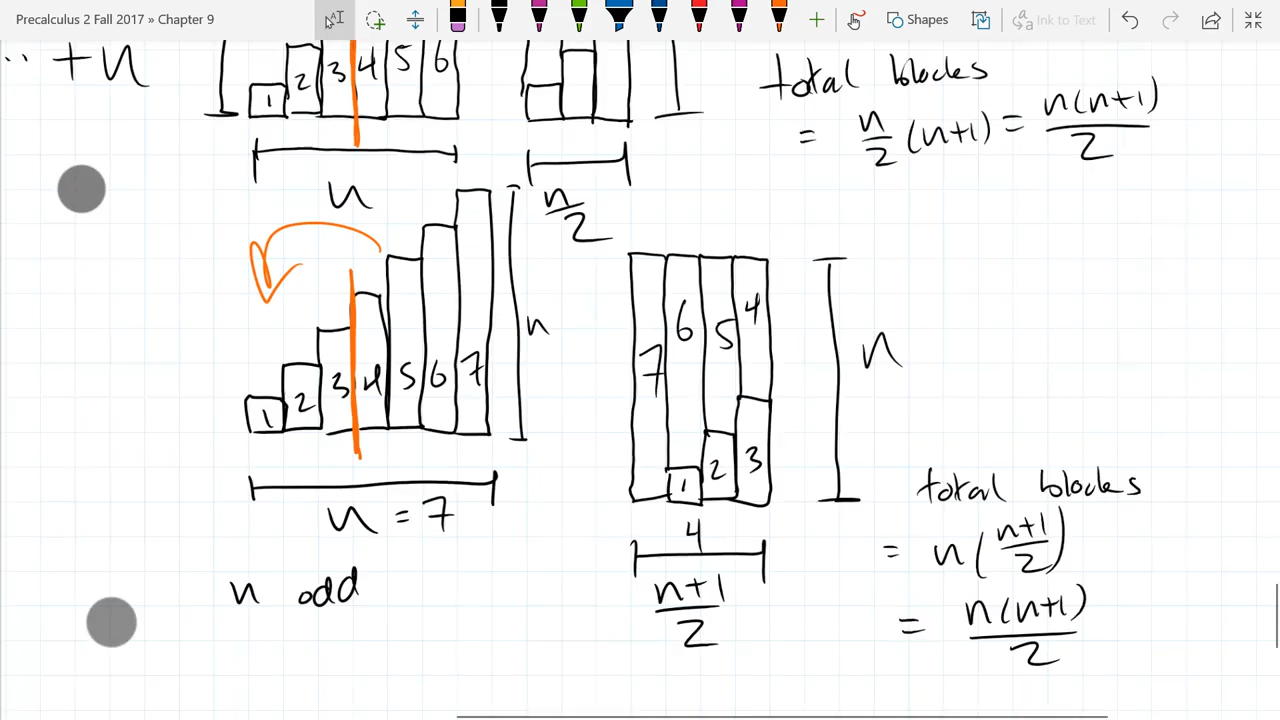 Precalculus 2 Fall 2017 » Chapter 9
Shapes
Ink to Text
·· + n
1 2 3 4 5 6
n
n/2
total blocks
= n/2 (n+1) = n(n+1)/2
1 2 3 4 5 6 7
n
n = 7
n odd
7 6 5 4
1 2 3
n
4
n+1/2
total blocks
= n(n+1/2)
= n(n+1)/2